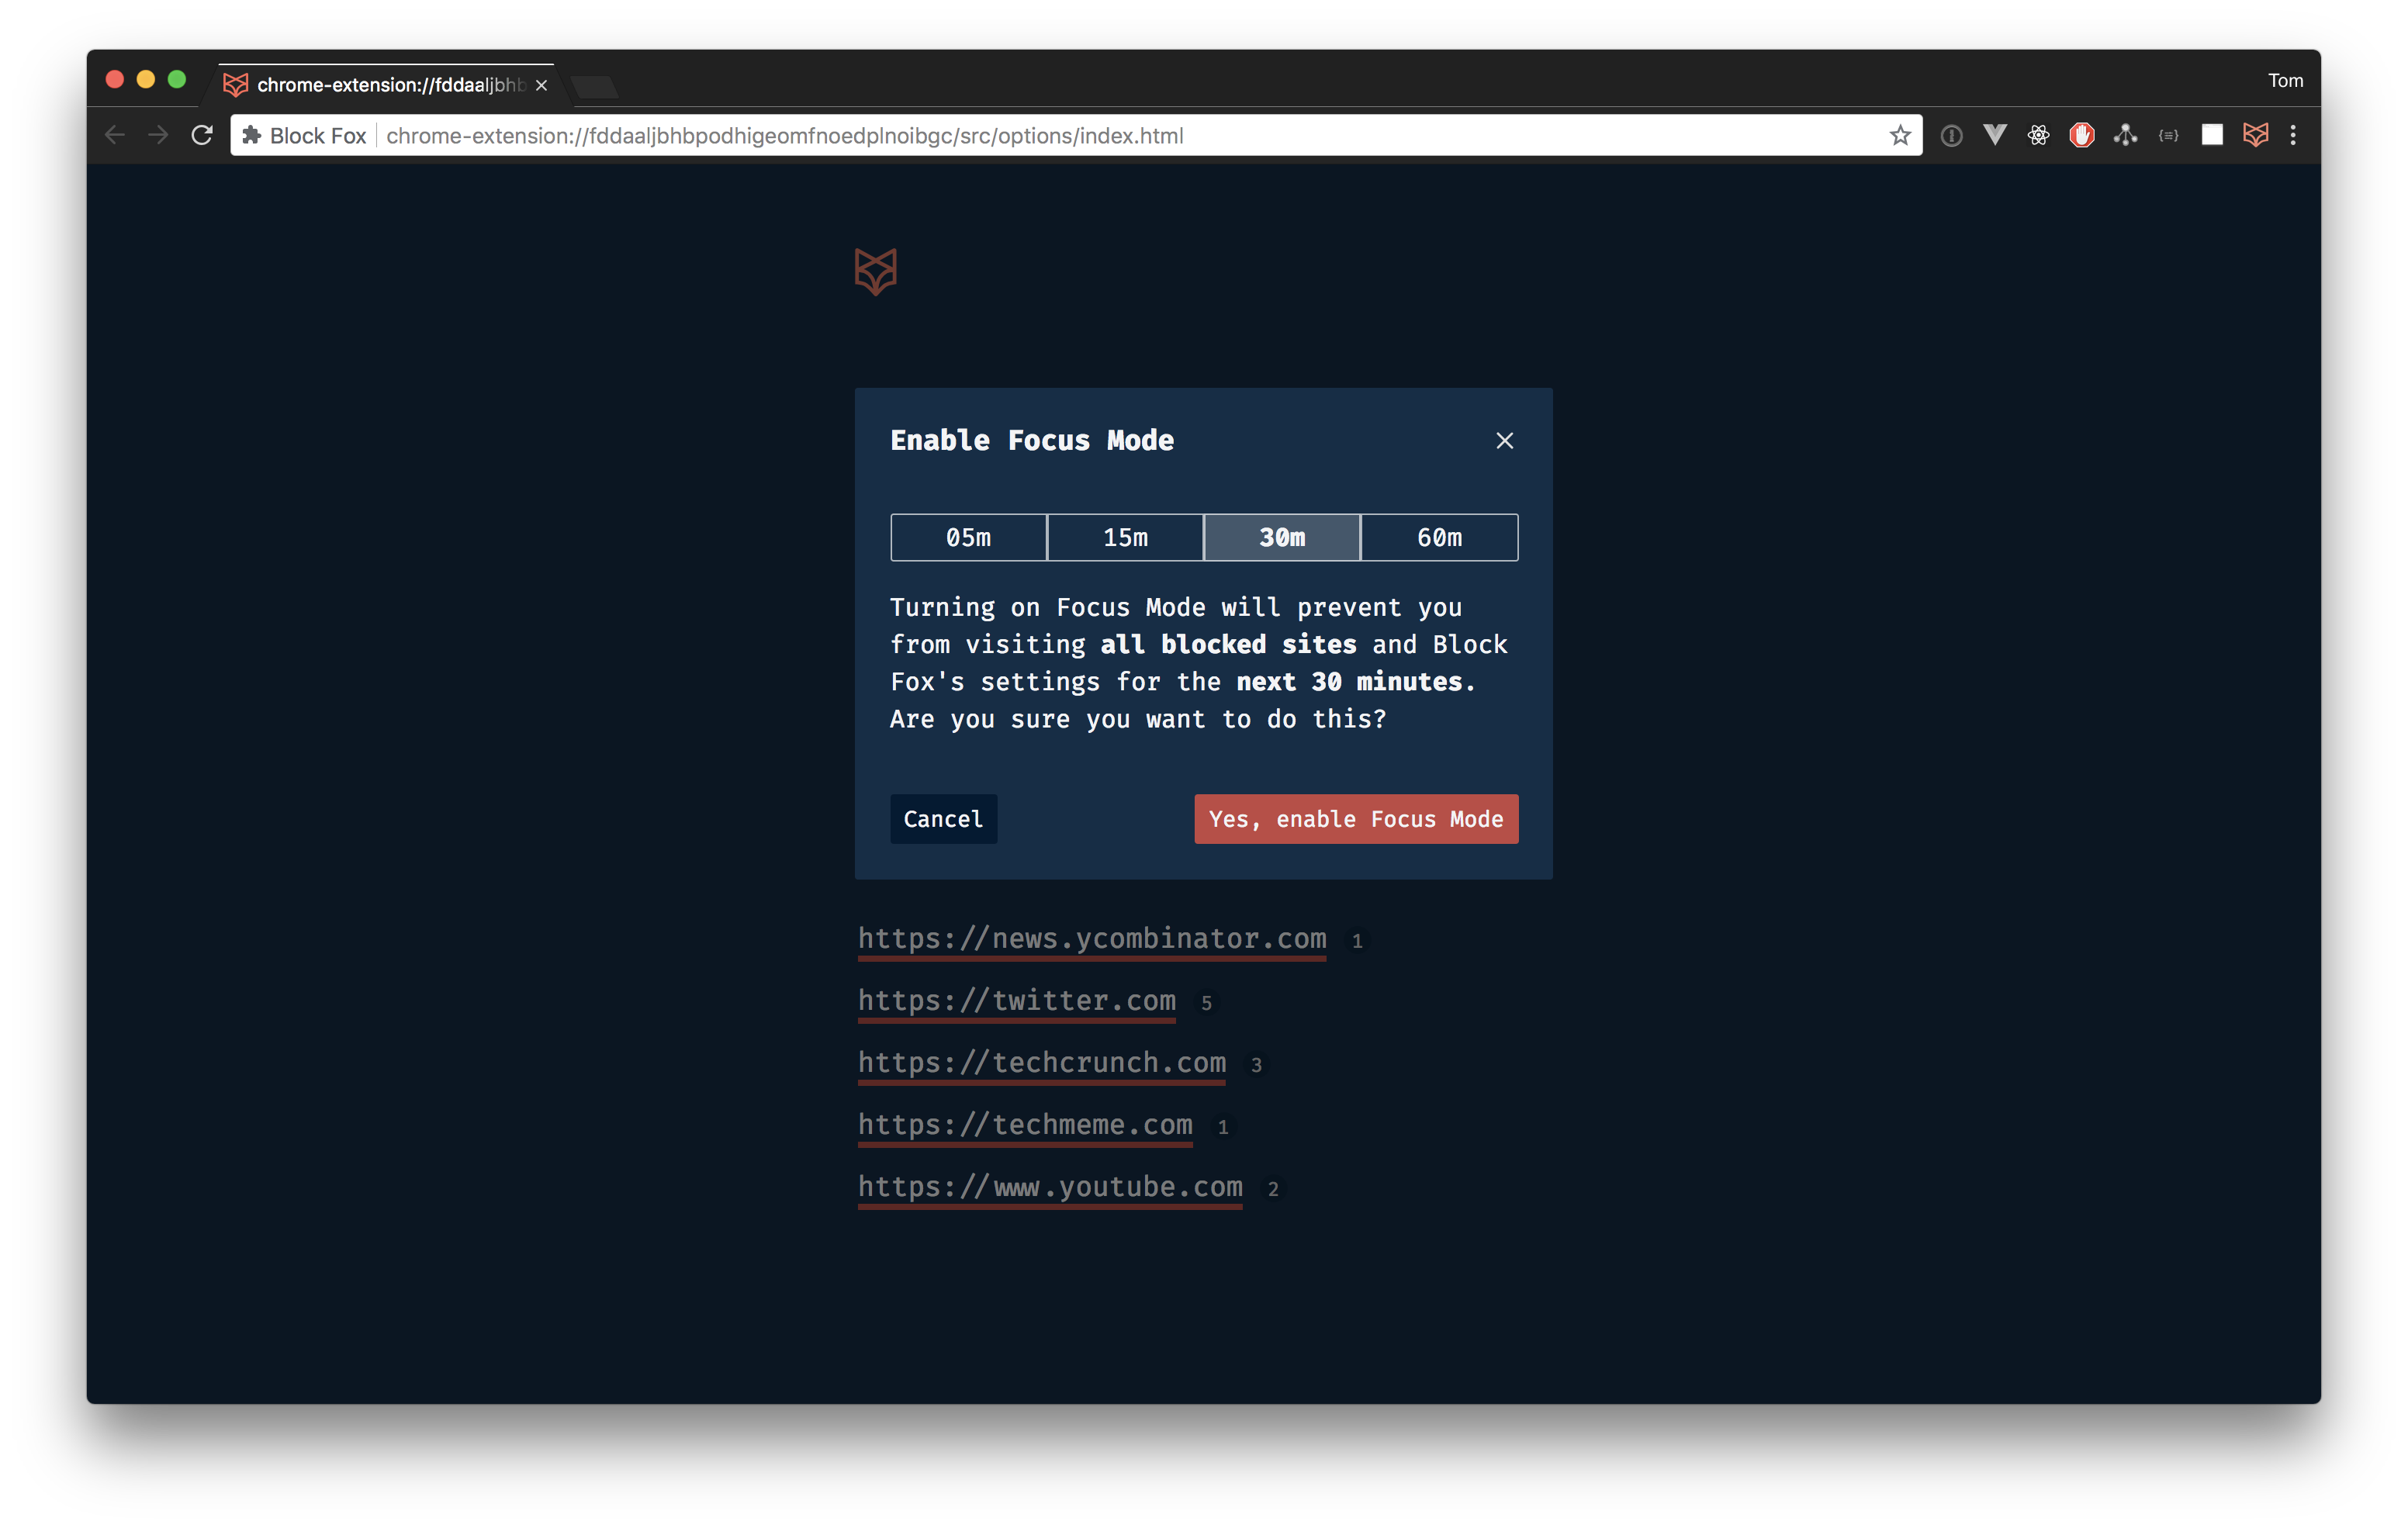 chrome-extension://fddaaljbhb
Tom
Block Fox chrome-extension://fddaaljbhbpodhigeomfnoedplnoibgc/src/options/index.html
Enable Focus Mode
05m 15m 30m 60m
Turning on Focus Mode will prevent you
from visiting all blocked sites and Block
Fox's settings for the next 30 minutes.
Are you sure you want to do this?
Cancel Yes, enable Focus Mode
https://news.ycombinator.com 1
https://twitter.com 5
https://techcrunch.com 3
https://techmeme.com 1
https://www.youtube.com 2